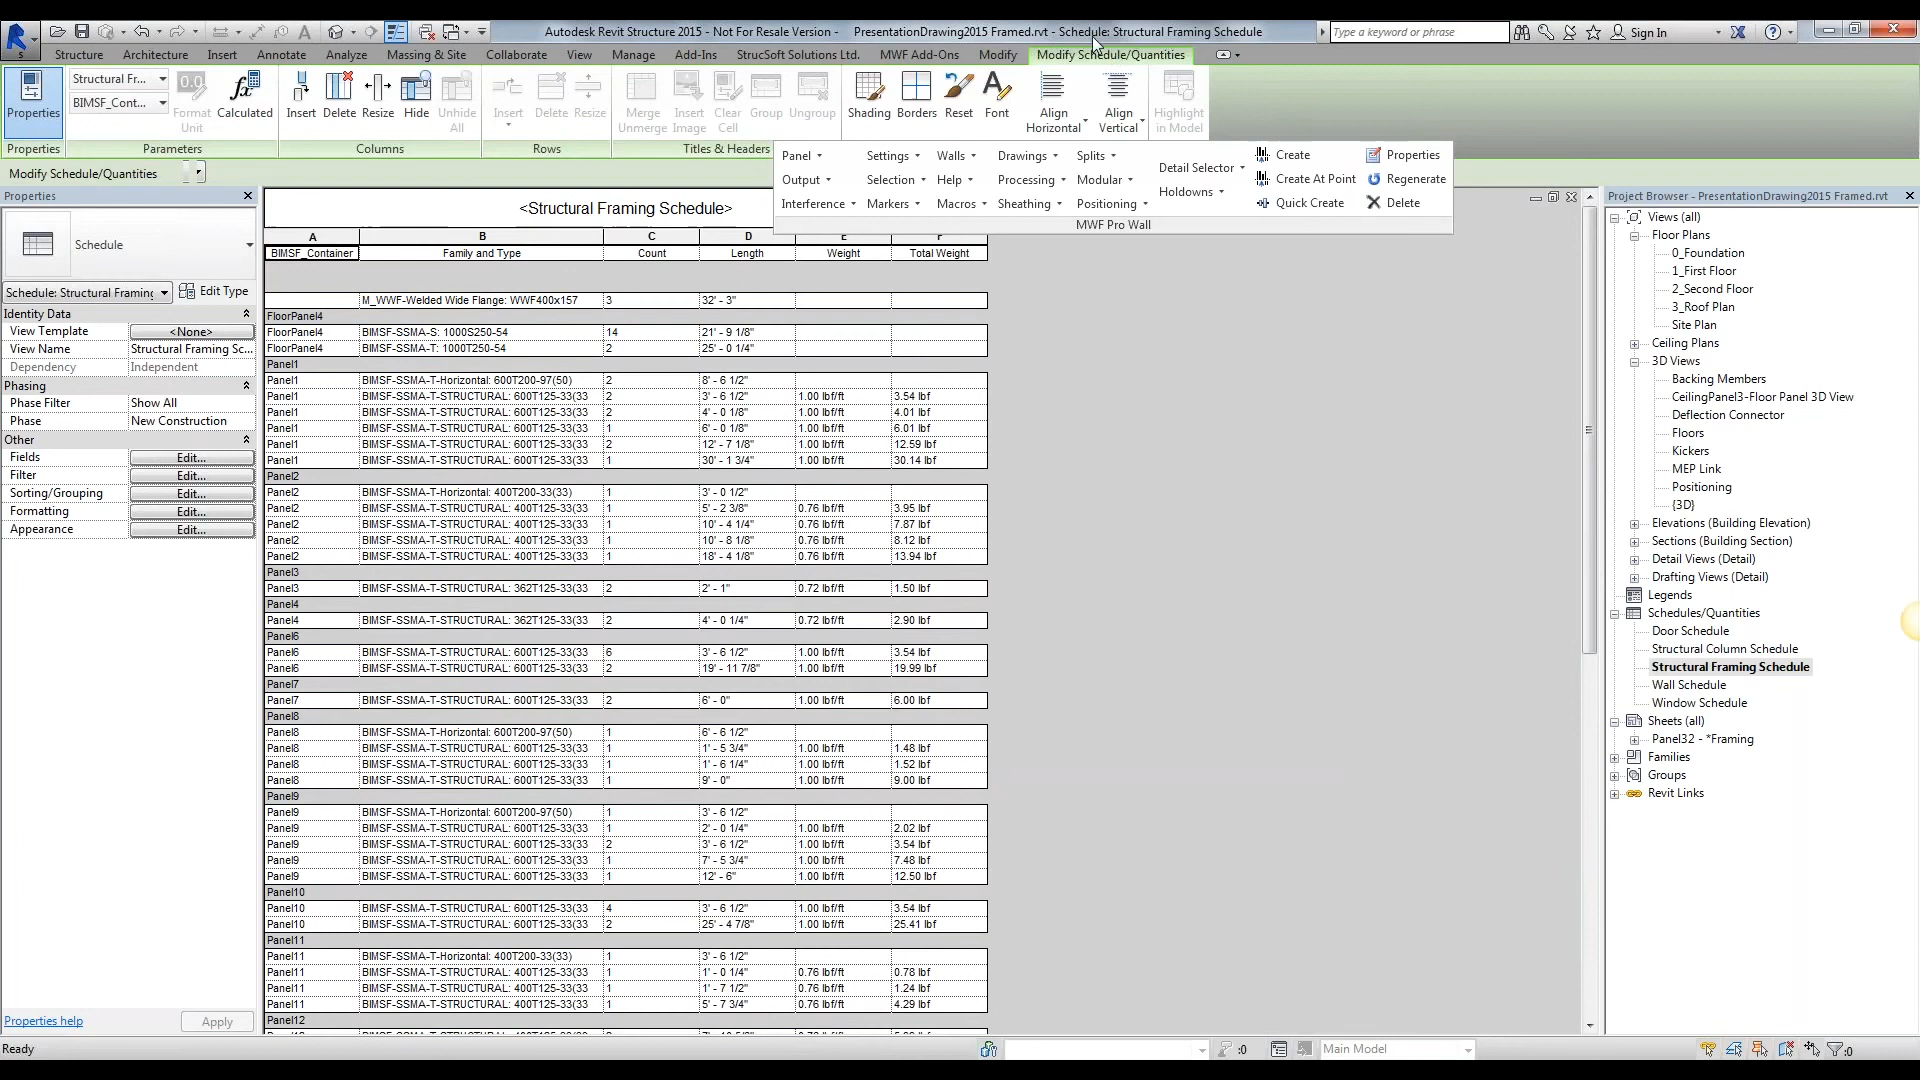 Autodesk Revit Structure 2015 - Not For Resale Version -    PresentationDrawing2015 Framed.rvt - Schedule: Structural Framing Schedule
Type a keyword or phrase
Sign In
Structure Architecture Insert Annotate Analyze Massing & Site Collaborate View Manage Add-Ins StrucSoft Solutions Ltd. MWF Add-Ons Modify Modify Schedule/Quantities
Properties
Structural Fr...
BIMSF_Cont...
Format Unit
Calculated
Insert Delete Resize Hide Unhide All
Insert Delete Resize
Merge Unmerge
Insert Image
Clear Cell
Group Ungroup
Shading Borders Reset Font
Align Horizontal
Align Vertical
Highlight in Model
Properties Parameters Columns Rows Titles & Headers
Panel Settings Walls Drawings Splits
Output Selection Help Processing Modular
Interference Markers Macros Sheathing Positioning
Detail Selector
Holdowns
Create Properties
Create At Point Regenerate
Quick Create Delete
MWF Pro Wall
Modify Schedule/Quantities
Properties
Schedule
Schedule: Structural Framing
Edit Type
Identity Data
View Template <None>
View Name Structural Framing Sc...
Dependency Independent
Phasing
Phase Filter Show All
Phase New Construction
Other
Fields Edit...
Filter Edit...
Sorting/Grouping Edit...
Formatting Edit...
Appearance Edit...
Properties help
Apply
<Structural Framing Schedule>
A B C D E F
BIMSF_Container Family and Type Count Length Weight Total Weight
M_WWF-Welded Wide Flange: WWF400x157 3 32' - 3"
FloorPanel4
FloorPanel4 BIMSF-SSMA-S: 1000S250-54 14 21' - 9 1/8"
FloorPanel4 BIMSF-SSMA-T: 1000T250-54 2 25' - 0 1/4"
Panel1
Panel1 BIMSF-SSMA-T-Horizontal: 600T200-97(50) 2 8' - 6 1/2"
Panel1 BIMSF-SSMA-T-STRUCTURAL: 600T125-33(33 2 3' - 6 1/2" 1.00 lbf/ft 3.54 lbf
Panel1 BIMSF-SSMA-T-STRUCTURAL: 600T125-33(33 2 4' - 0 1/8" 1.00 lbf/ft 4.01 lbf
Panel1 BIMSF-SSMA-T-STRUCTURAL: 600T125-33(33 1 6' - 0 1/8" 1.00 lbf/ft 6.01 lbf
Panel1 BIMSF-SSMA-T-STRUCTURAL: 600T125-33(33 2 12' - 7 1/8" 1.00 lbf/ft 12.59 lbf
Panel1 BIMSF-SSMA-T-STRUCTURAL: 600T125-33(33 1 30' - 1 3/4" 1.00 lbf/ft 30.14 lbf
Panel2
Panel2 BIMSF-SSMA-T-Horizontal: 400T200-33(33) 1 3' - 0 1/2"
Panel2 BIMSF-SSMA-T-STRUCTURAL: 400T125-33(33 1 5' - 2 3/8" 0.76 lbf/ft 3.95 lbf
Panel2 BIMSF-SSMA-T-STRUCTURAL: 400T125-33(33 1 10' - 4 1/4" 0.76 lbf/ft 7.87 lbf
Panel2 BIMSF-SSMA-T-STRUCTURAL: 400T125-33(33 1 10' - 8 1/8" 0.76 lbf/ft 8.12 lbf
Panel2 BIMSF-SSMA-T-STRUCTURAL: 400T125-33(33 1 18' - 4 1/8" 0.76 lbf/ft 13.94 lbf
Panel3
Panel3 BIMSF-SSMA-T-STRUCTURAL: 362T125-33(33 2 2' - 1" 0.72 lbf/ft 1.50 lbf
Panel4
Panel4 BIMSF-SSMA-T-STRUCTURAL: 362T125-33(33 2 4' - 0 1/4" 0.72 lbf/ft 2.90 lbf
Panel6
Panel6 BIMSF-SSMA-T-STRUCTURAL: 600T125-33(33 6 3' - 6 1/2" 1.00 lbf/ft 3.54 lbf
Panel6 BIMSF-SSMA-T-STRUCTURAL: 600T125-33(33 2 19' - 11 7/8" 1.00 lbf/ft 19.99 lbf
Panel7
Panel7 BIMSF-SSMA-T-STRUCTURAL: 600T125-33(33 2 6' - 0" 1.00 lbf/ft 6.00 lbf
Panel8
Panel8 BIMSF-SSMA-T-Horizontal: 600T200-97(50) 1 6' - 6 1/2"
Panel8 BIMSF-SSMA-T-STRUCTURAL: 600T125-33(33 1 1' - 5 3/4" 1.00 lbf/ft 1.48 lbf
Panel8 BIMSF-SSMA-T-STRUCTURAL: 600T125-33(33 1 1' - 6 1/4" 1.00 lbf/ft 1.52 lbf
Panel8 BIMSF-SSMA-T-STRUCTURAL: 600T125-33(33 1 9' - 0" 1.00 lbf/ft 9.00 lbf
Panel9
Panel9 BIMSF-SSMA-T-Horizontal: 600T200-97(50) 1 3' - 6 1/2"
Panel9 BIMSF-SSMA-T-STRUCTURAL: 600T125-33(33 1 2' - 0 1/4" 1.00 lbf/ft 2.02 lbf
Panel9 BIMSF-SSMA-T-STRUCTURAL: 600T125-33(33 2 3' - 6 1/2" 1.00 lbf/ft 3.54 lbf
Panel9 BIMSF-SSMA-T-STRUCTURAL: 600T125-33(33 1 7' - 5 3/4" 1.00 lbf/ft 7.48 lbf
Panel9 BIMSF-SSMA-T-STRUCTURAL: 600T125-33(33 1 12' - 6" 1.00 lbf/ft 12.50 lbf
Panel10
Panel10 BIMSF-SSMA-T-STRUCTURAL: 600T125-33(33 4 3' - 6 1/2" 1.00 lbf/ft 3.54 lbf
Panel10 BIMSF-SSMA-T-STRUCTURAL: 600T125-33(33 2 25' - 4 7/8" 1.00 lbf/ft 25.41 lbf
Panel11
Panel11 BIMSF-SSMA-T-Horizontal: 400T200-33(33) 1 3' - 6 1/2"
Panel11 BIMSF-SSMA-T-STRUCTURAL: 400T125-33(33 1 1' - 0 1/4" 0.76 lbf/ft 0.78 lbf
Panel11 BIMSF-SSMA-T-STRUCTURAL: 400T125-33(33 1 1' - 7 1/2" 0.76 lbf/ft 1.24 lbf
Panel11 BIMSF-SSMA-T-STRUCTURAL: 400T125-33(33 1 5' - 7 3/4" 0.76 lbf/ft 4.29 lbf
Panel12
Project Browser - PresentationDrawing2015 Framed.rvt
Views (all)
Floor Plans
0_Foundation
1_First Floor
2_Second Floor
3_Roof Plan
Site Plan
Ceiling Plans
3D Views
Backing Members
CeilingPanel3-Floor Panel 3D View
Deflection Connector
Floors
Kickers
MEP Link
Positioning
{3D}
Elevations (Building Elevation)
Sections (Building Section)
Detail Views (Detail)
Drafting Views (Detail)
Legends
Schedules/Quantities
Door Schedule
Structural Column Schedule
Structural Framing Schedule
Wall Schedule
Window Schedule
Sheets (all)
Panel32 - *Framing
Families
Groups
Revit Links
Ready
:0
Main Model
:0